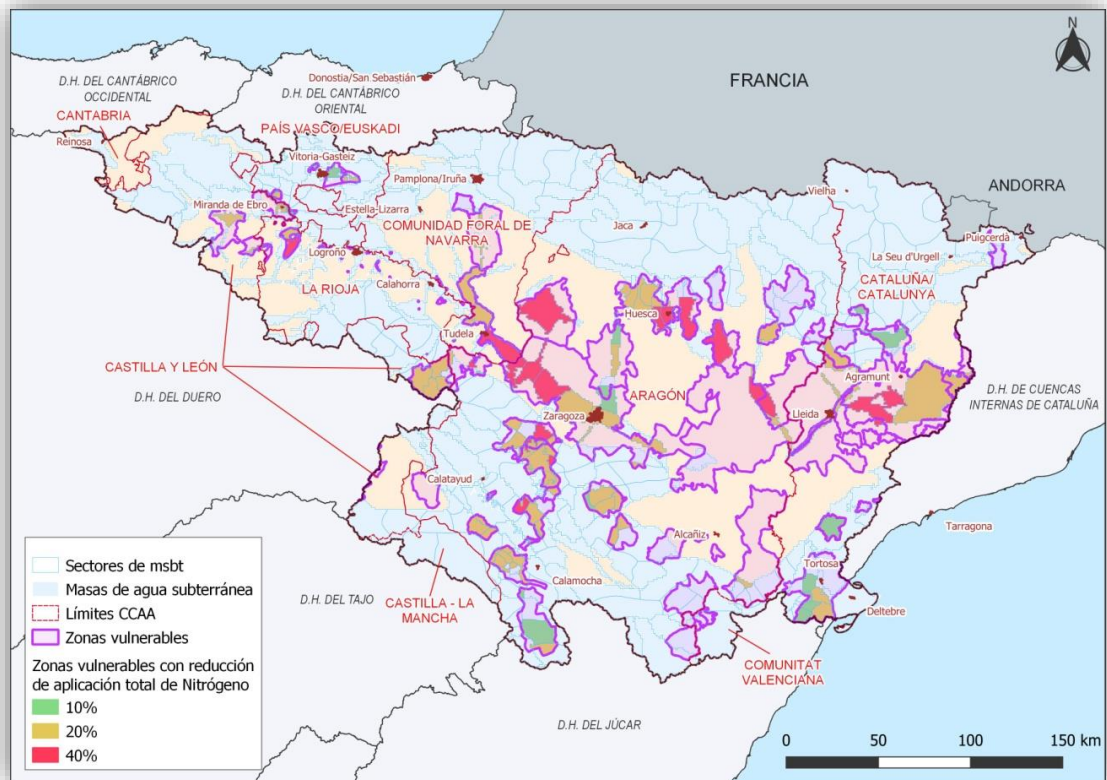 N
Donostia/San Sebastián
D.H. DEL CANTÁBRICO
OCCIDENTAL
D.H. DEL CANTÁBRICO
ORIENTAL
FRANCIA
CANTABRIA
PAÍS VASCO/EUSKADI
Reinosa
Vitoria-Gasteiz
Pamplona/Iruña
Vielha
ANDORRA
Miranda de Ebro
Estella-Lizarra
COMUNIDAD FORAL DE
NAVARRA
Jaca
Puigcerdá
La Seu d'Urgell
Logroño
CATALUÑA/
CATALUNYA
LA RIOJA
Calahorra
Huesca
Tudela
CASTILLA Y LEÓN
D.H. DEL DUERO
Agramunt
D.H. DE CUENCAS
INTERNAS DE CATALUÑA
ARAGÓN
Zaragoza
Lleida
Calatayud
Tarragona
Alcañiz
Tortosa
Calamocha
Deltebre
D.H. DEL TAJO
CASTILLA - LA
MANCHA
COMUNITAT
VALENCIANA
D.H. DEL JÚCAR
Sectores de msbt
Masas de agua subterránea
Límites CCAA
Zonas vulnerables
Zonas vulnerables con reducción
de aplicación total de Nitrógeno
10%
20%
40%
0 50 100 150 km